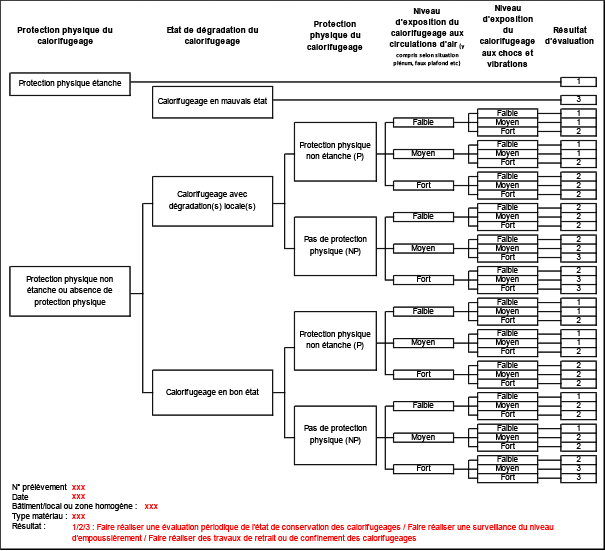 Protection physique du
calorifugeage
Etat de dégradation du
calorifugeage
Protection
physique du
calorifugeage
Niveau
d'exposition du
calorifugeage aux
circulations d'air (y
compris selon situation
plénum, faux plafond etc)
Niveau
d'exposition
du
calorifugeage
aux chocs et
vibrations
Résultat
d'évaluation
Protection physique étanche
1
Calorifugeage en mauvais état
3
Protection physique non
étanche ou absence de
protection physique
Calorifugeage avec
dégradation(s) locale(s)
Protection physique
non étanche (P)
Faible
Faible 1
Moyen 1
Fort 2
Moyen
Faible 1
Moyen 1
Fort 2
Fort
Faible 2
Moyen 2
Fort 2
Pas de protection
physique (NP)
Faible
Faible 2
Moyen 2
Fort 2
Moyen
Faible 2
Moyen 2
Fort 3
Fort
Faible 2
Moyen 3
Fort 3
Calorifugeage en bon état
Protection physique
non étanche (P)
Faible
Faible 1
Moyen 1
Fort 2
Moyen
Faible 1
Moyen 1
Fort 2
Fort
Faible 2
Moyen 2
Fort 2
Pas de protection
physique (NP)
Faible
Faible 1
Moyen 2
Fort 2
Moyen
Faible 1
Moyen 2
Fort 2
Fort
Faible 2
Moyen 3
Fort 3
N° prélèvement xxx
Date xxx
Bâtiment/local ou zone homogène : xxx
Type matériau : xxx
Résultat : 1/2/3 : Faire réaliser une évaluation périodique de l'état de conservation des calorifugeages / Faire réaliser une surveillance du niveau
d'empoussièrement / Faire réaliser des travaux de retrait ou de confinement des calorifugeages